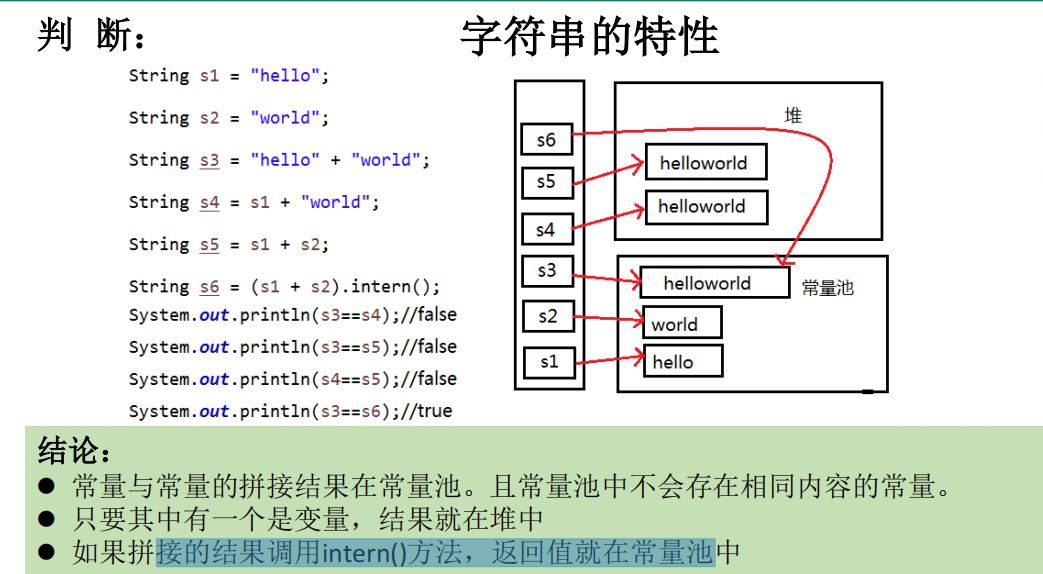 判 断：
字符串的特性
String s1 = "hello";
String s2 = "world";
String s3 = "hello" + "world";
String s4 = s1 + "world";
String s5 = s1 + s2;
String s6 = (s1 + s2).intern();
System.out.println(s3==s4);//false
System.out.println(s3==s5);//false
System.out.println(s4==s5);//false
System.out.println(s3==s6);//true
堆
s6
helloworld
s5
helloworld
s4
s3
helloworld
常量池
s2
world
s1
hello
结论：
● 常量与常量的拼接结果在常量池。且常量池中不会存在相同内容的常量。
● 只要其中有一个是变量，结果就在堆中
● 如果拼接的结果调用intern()方法，返回值就在常量池中